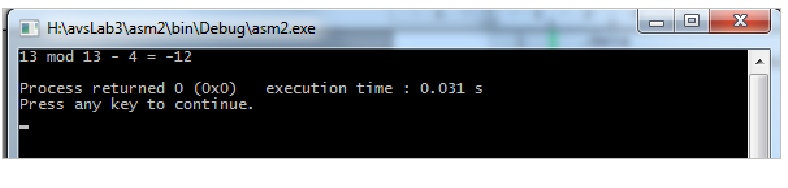 H:\avsLab3\asm2\bin\Debug\asm2.exe
13 mod 13 - 4 = -12
Process returned 0 (0x0)   execution time : 0.031 s
Press any key to continue.